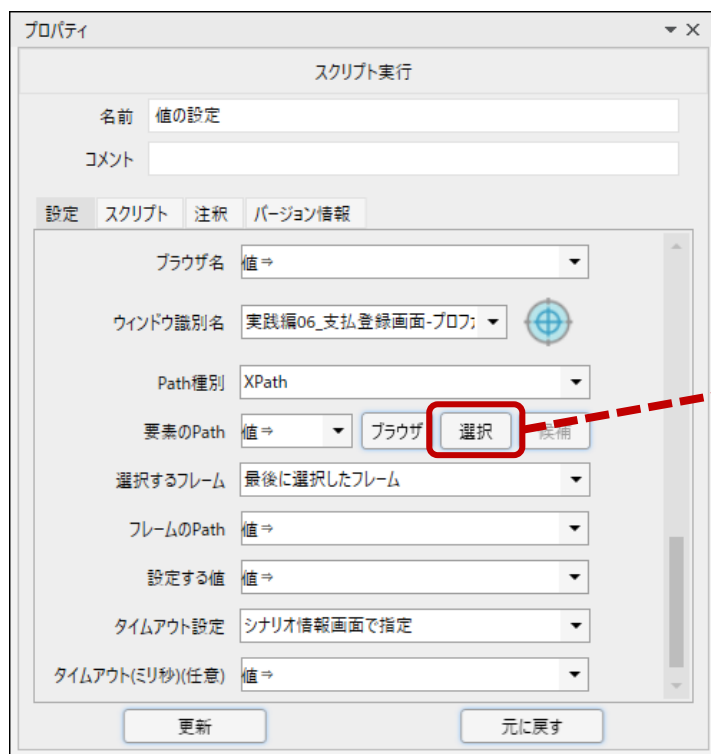 プロパティ
スクリプト実行
名前 値の設定
コメント
設定 スクリプト 注釈 バージョン情報
ブラウザ名 値⇒
ウィンドウ識別名 実践編06_支払登録画面-プロファ
Path種別 XPath
要素のPath 値⇒ ブラウザ 選択 候補
選択するフレーム 最後に選択したフレーム
フレームのPath 値⇒
設定する値 値⇒
タイムアウト設定 シナリオ情報画面で指定
タイムアウト(ミリ秒)(任意) 値⇒
更新 元に戻す